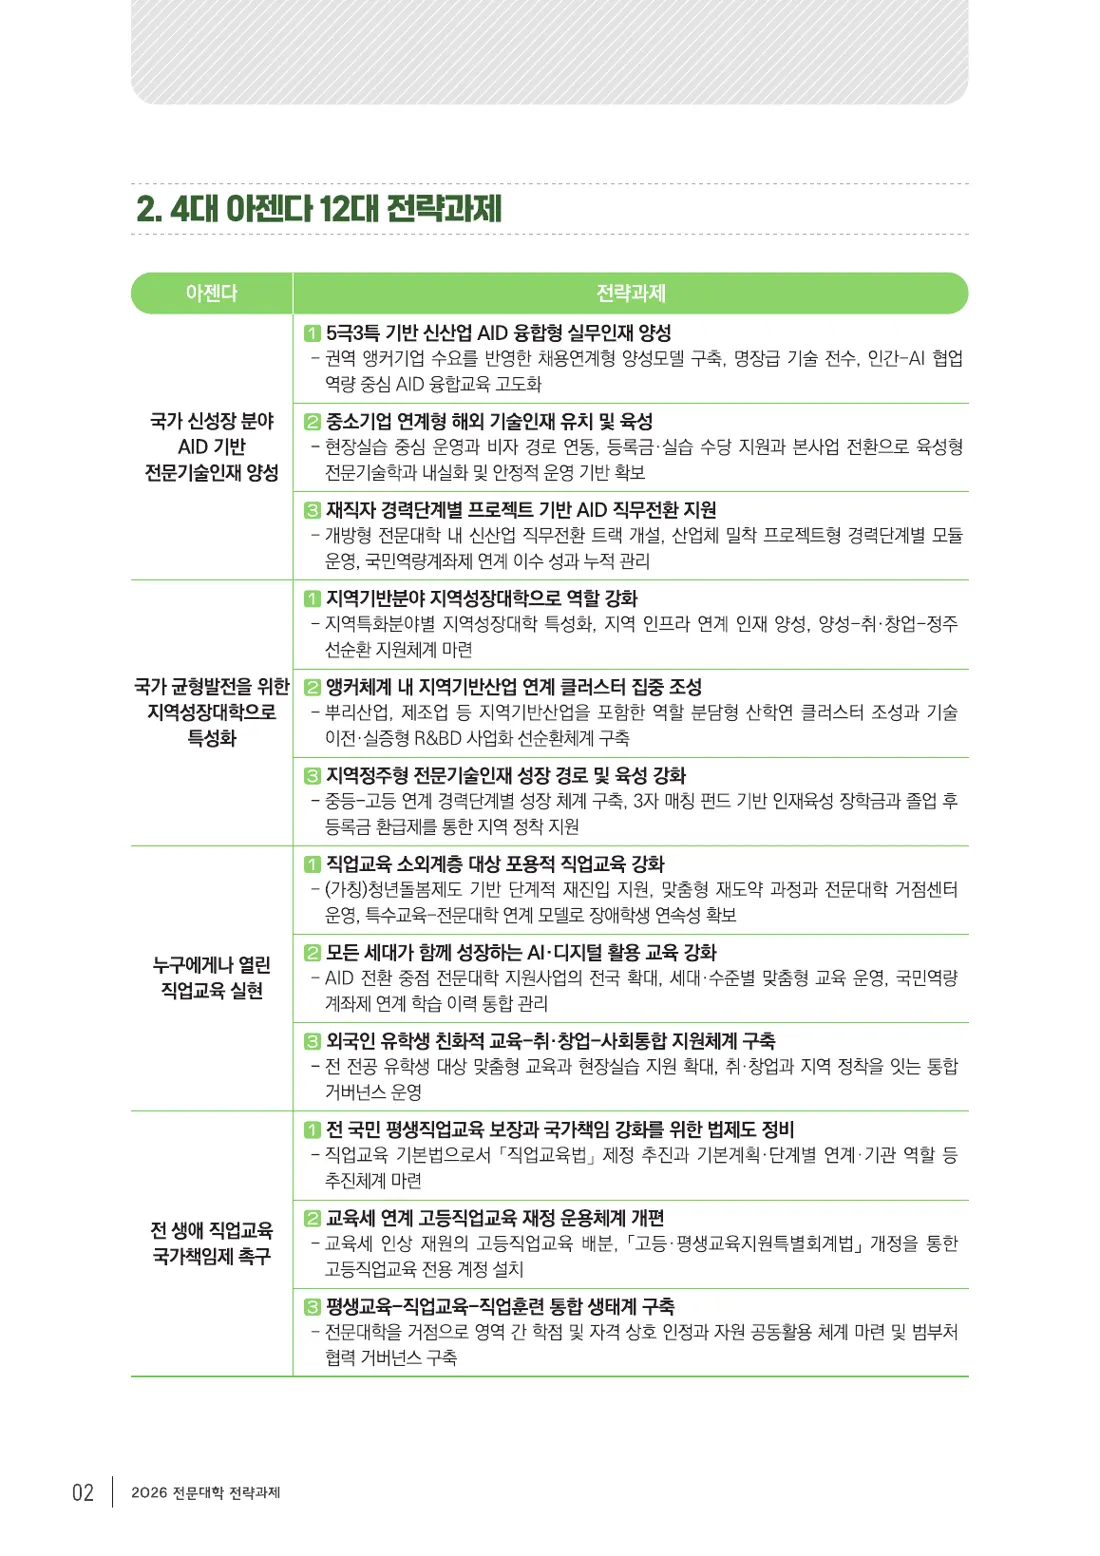 2. 4대 아젠다 12대 전략과제
아젠다
전략과제
국가 신성장 분야
AID 기반
전문기술인재 양성
1 5극3특 기반 신산업 AID 융합형 실무인재 양성
- 권역 앵커기업 수요를 반영한 채용연계형 양성모델 구축, 명장급 기술 전수, 인간-AI 협업
역량 중심 AID 융합교육 고도화
2 중소기업 연계형 해외 기술인재 유치 및 육성
- 현장실습 중심 운영과 비자 경로 연동, 등록금·실습 수당 지원과 본사업 전환으로 육성형
전문기술학과 내실화 및 안정적 운영 기반 확보
3 재직자 경력단계별 프로젝트 기반 AID 직무전환 지원
- 개방형 전문대학 내 신산업 직무전환 트랙 개설, 산업체 밀착 프로젝트형 경력단계별 모듈
운영, 국민역량계좌제 연계 이수 성과 누적 관리
국가 균형발전을 위한
지역성장대학으로
특성화
1 지역기반분야 지역성장대학으로 역할 강화
- 지역특화분야별 지역성장대학 특성화, 지역 인프라 연계 인재 양성, 양성-취·창업-정주
선순환 지원체계 마련
2 앵커체계 내 지역기반산업 연계 클러스터 집중 조성
- 뿌리산업, 제조업 등 지역기반산업을 포함한 역할 분담형 산학연 클러스터 조성과 기술
이전·실증형 R&BD 사업화 선순환체계 구축
3 지역정주형 전문기술인재 성장 경로 및 육성 강화
- 중등-고등 연계 경력단계별 성장 체계 구축, 3자 매칭 펀드 기반 인재육성 장학금과 졸업 후
등록금 환급제를 통한 지역 정착 지원
누구에게나 열린
직업교육 실현
1 직업교육 소외계층 대상 포용적 직업교육 강화
- (가칭)청년돌봄제도 기반 단계적 재진입 지원, 맞춤형 재도약 과정과 전문대학 거점센터
운영, 특수교육-전문대학 연계 모델로 장애학생 연속성 확보
2 모든 세대가 함께 성장하는 AI·디지털 활용 교육 강화
- AID 전환 중점 전문대학 지원사업의 전국 확대, 세대·수준별 맞춤형 교육 운영, 국민역량
계좌제 연계 학습 이력 통합 관리
3 외국인 유학생 친화적 교육-취·창업-사회통합 지원체계 구축
- 전 전공 유학생 대상 맞춤형 교육과 현장실습 지원 확대, 취·창업과 지역 정착을 잇는 통합
거버넌스 운영
전 생애 직업교육
국가책임제 촉구
1 전 국민 평생직업교육 보장과 국가책임 강화를 위한 법제도 정비
- 직업교육 기본법으로서 「직업교육법」 제정 추진과 기본계획·단계별 연계·기관 역할 등
추진체계 마련
2 교육세 연계 고등직업교육 재정 운용체계 개편
- 교육세 인상 재원의 고등직업교육 배분, 「고등·평생교육지원특별회계법」 개정을 통한
고등직업교육 전용 계정 설치
3 평생교육-직업교육-직업훈련 통합 생태계 구축
- 전문대학을 거점으로 영역 간 학점 및 자격 상호 인정과 자원 공동활용 체계 마련 및 범부처
협력 거버넌스 구축
02
2026 전문대학 전략과제